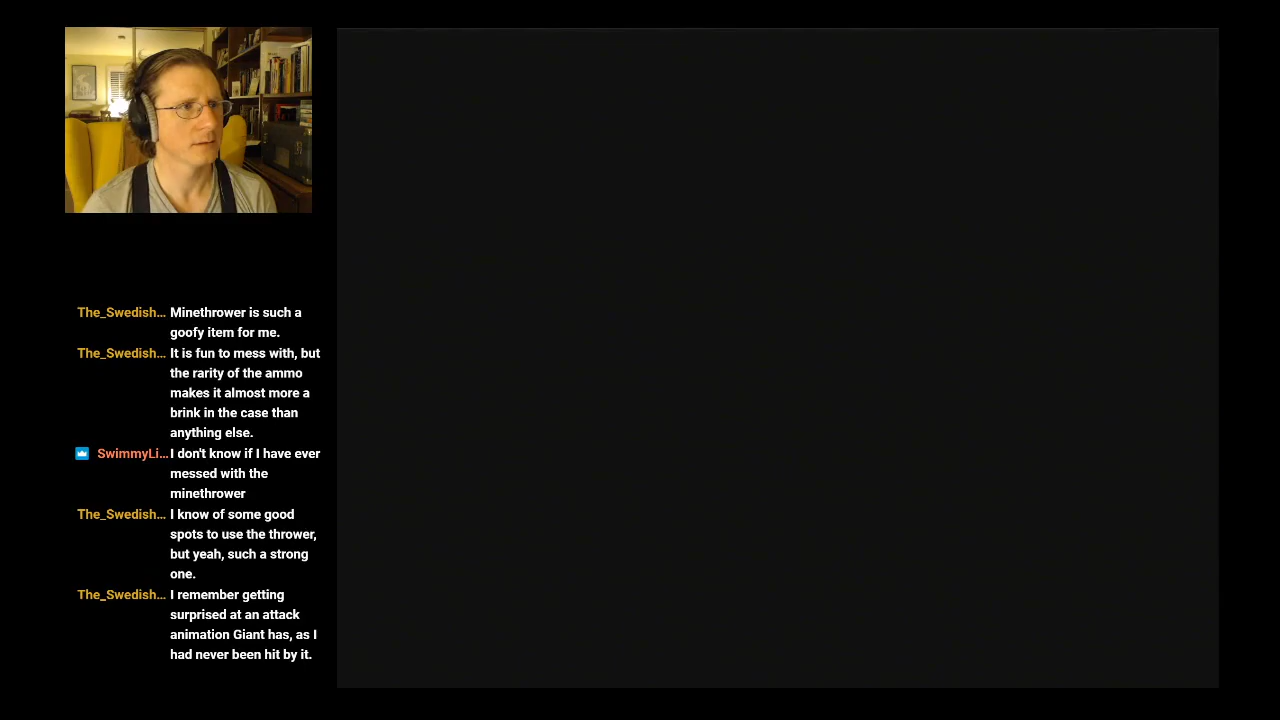 The_Swedish... Minethrower is such a
goofy item for me.
The_Swedish... It is fun to mess with, but
the rarity of the ammo
makes it almost more a
brink in the case than
anything else.
SwimmyLi... I don't know if I have ever
messed with the
minethrower
The_Swedish... I know of some good
spots to use the thrower,
but yeah, such a strong
one.
The_Swedish... I remember getting
surprised at an attack
animation Giant has, as I
had never been hit by it.